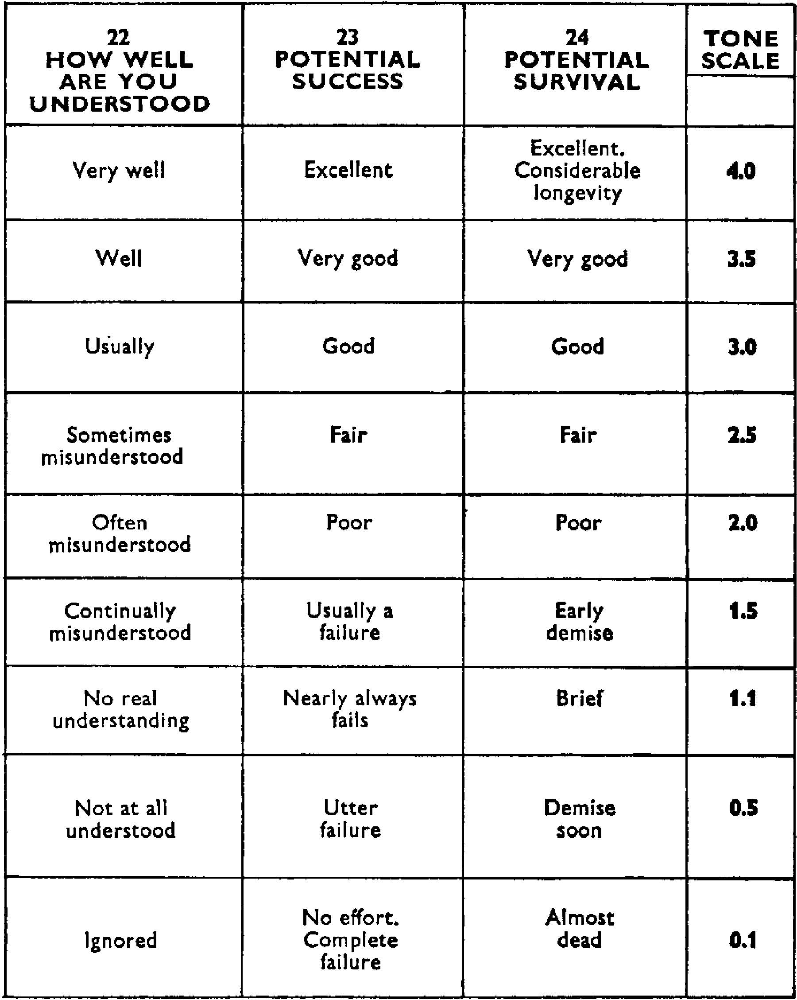 22
HOW WELL
ARE YOU
UNDERSTOOD
23
POTENTIAL
SUCCESS
24
POTENTIAL
SURVIVAL
TONE
SCALE
Very well
Excellent
Excellent.
Considerable
longevity
4.0
Well
Very good
Very good
3.5
Usually
Good
Good
3.0
Sometimes
misunderstood
Fair
Fair
2.5
Often
misunderstood
Poor
Poor
2.0
Continually
misunderstood
Usually a
failure
Early
demise
1.5
No real
understanding
Nearly always
fails
Brief
1.1
Not at all
understood
Utter
failure
Demise
soon
0.5
Ignored
No effort.
Complete
failure
Almost
dead
0.1